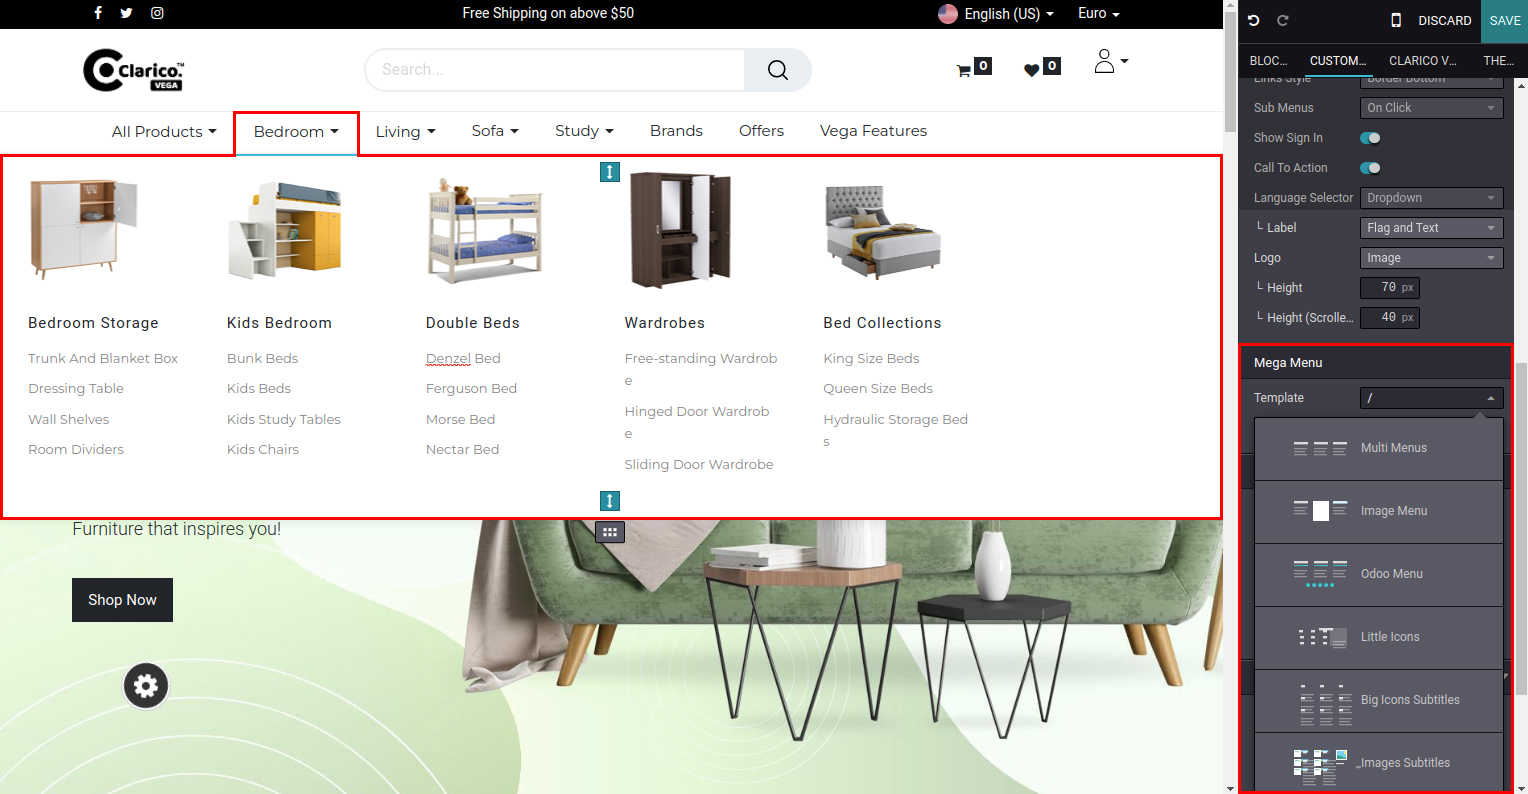 Free Shipping on above $50
English (US)
Euro
DISCARD
SAVE
Clarico.™
VEGA
Search...
0
0
BLOC...
CUSTOM...
CLARICO V...
THE...
All Products
Bedroom
Living
Sofa
Study
Brands
Offers
Vega Features
Bedroom Storage
Trunk And Blanket Box
Dressing Table
Wall Shelves
Room Dividers
Kids Bedroom
Bunk Beds
Kids Beds
Kids Study Tables
Kids Chairs
Double Beds
Denzel Bed
Ferguson Bed
Morse Bed
Nectar Bed
Wardrobes
Free-standing Wardrob
e
Hinged Door Wardrob
e
Sliding Door Wardrobe
Bed Collections
King Size Beds
Queen Size Beds
Hydraulic Storage Bed
s
Furniture that inspires you!
Shop Now
Links Style
Border Bottom
Sub Menus
On Click
Show Sign In
Call To Action
Language Selector
Dropdown
└ Label
Flag and Text
Logo
Image
└ Height
70 px
└ Height (Scrolle...
40 px
Mega Menu
Template
/
Multi Menus
Image Menu
Odoo Menu
Little Icons
Big Icons Subtitles
_Images Subtitles